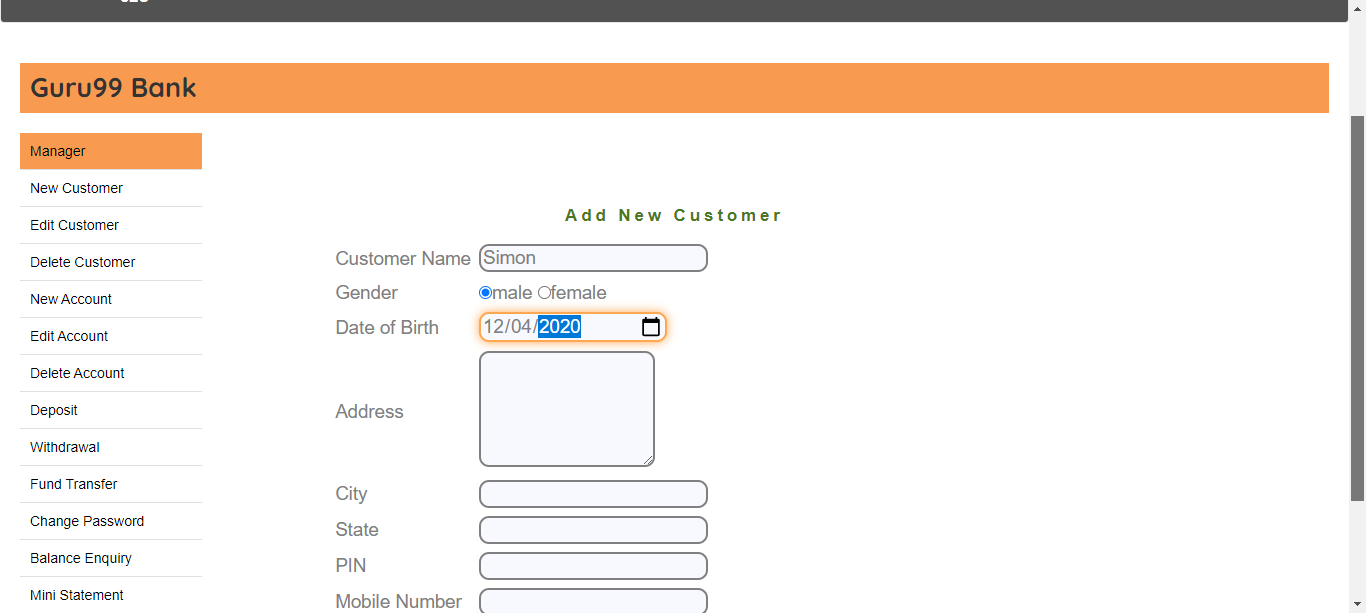 Guru99 Bank
Manager
New Customer
Edit Customer
Delete Customer
New Account
Edit Account
Delete Account
Deposit
Withdrawal
Fund Transfer
Change Password
Balance Enquiry
Mini Statement
Add New Customer
Customer Name Simon
Gender male female
Date of Birth 12/04/2020
Address
City
State
PIN
Mobile Number